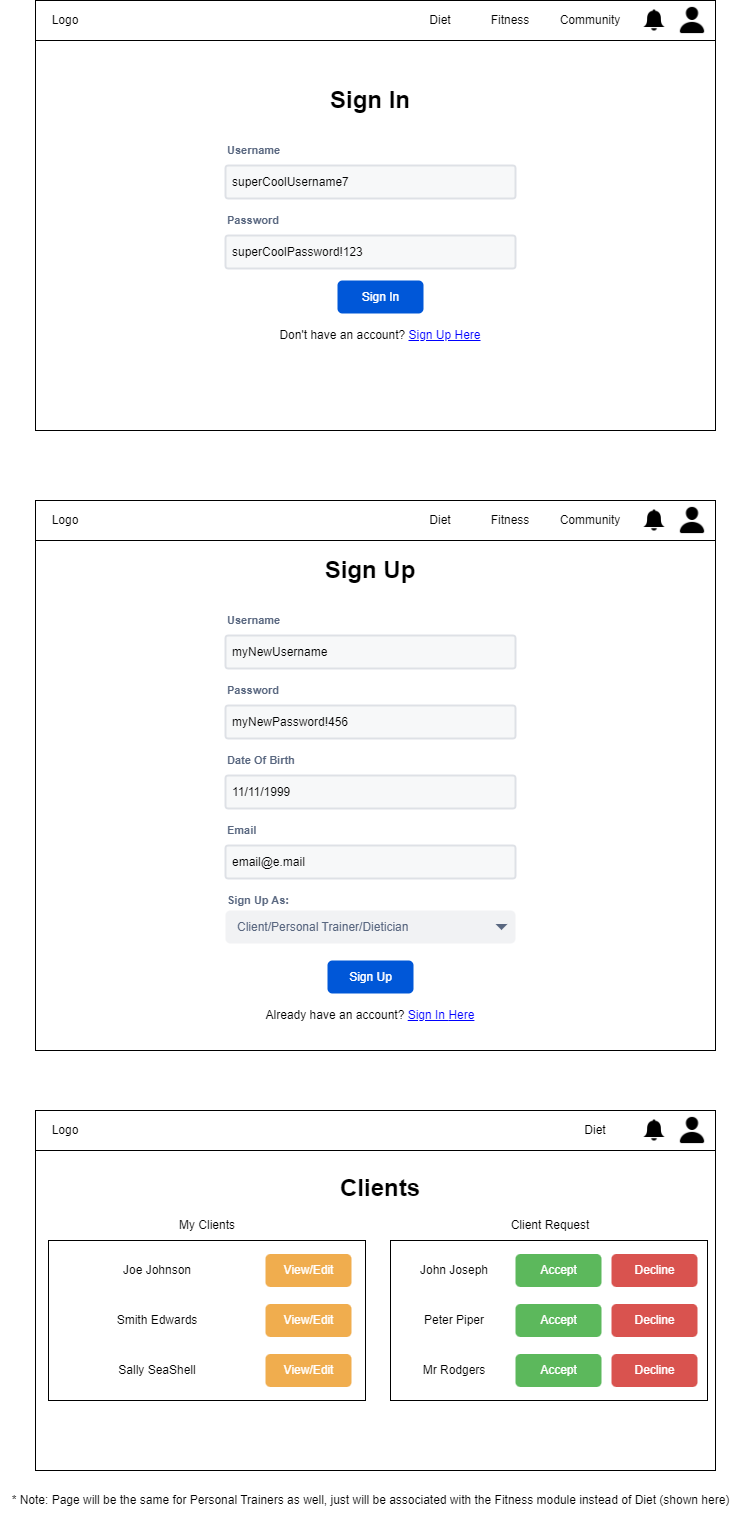 Logo Diet Fitness Community
Sign In
Username
superCoolUsername7
Password
superCoolPassword!123
Sign In
Don't have an account? Sign Up Here
Logo Diet Fitness Community
Sign Up
Username
myNewUsername
Password
myNewPassword!456
Date Of Birth
11/11/1999
Email
email@e.mail
Sign Up As:
Client/Personal Trainer/Dietician
Sign Up
Already have an account? Sign In Here
Logo Diet
Clients
My Clients Client Request
Joe Johnson View/Edit John Joseph Accept Decline
Smith Edwards View/Edit Peter Piper Accept Decline
Sally SeaShell View/Edit Mr Rodgers Accept Decline
* Note: Page will be the same for Personal Trainers as well, just will be associated with the Fitness module instead of Diet (shown here)